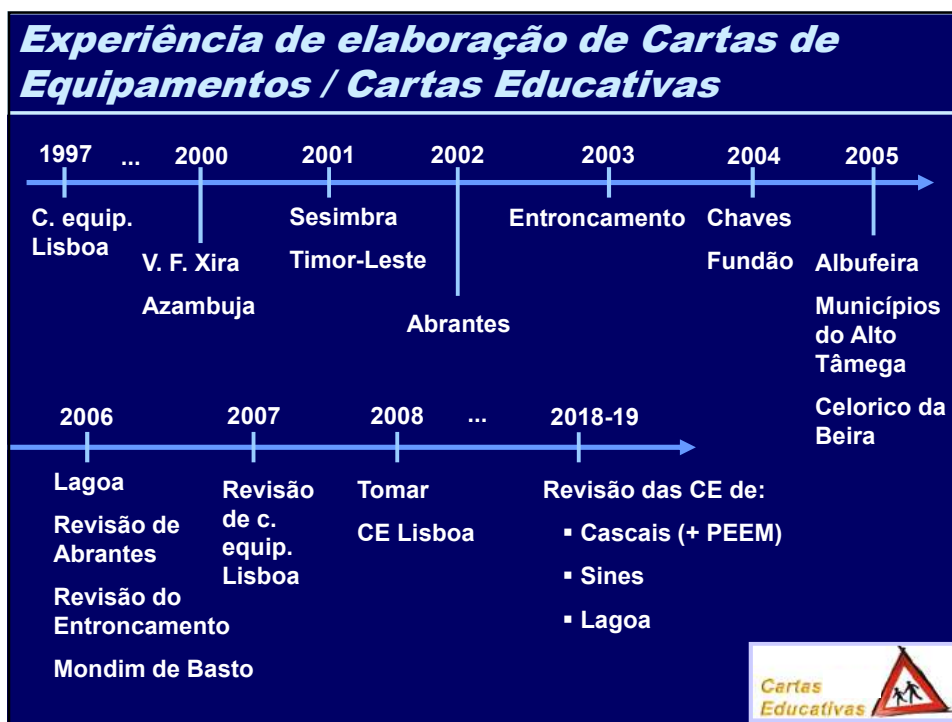 Experiência de elaboração de Cartas de
Equipamentos / Cartas Educativas
1997 ... 2000 2001 2002 2003 2004 2005
C. equip.
Lisboa
V. F. Xira
Azambuja
Sesimbra
Timor-Leste
Abrantes
Entroncamento
Chaves
Fundão
Albufeira
Municípios
do Alto
Tâmega
Celorico da
Beira
2006 2007 2008 ... 2018-19
Lagoa
Revisão de
Abrantes
Revisão do
Entroncamento
Mondim de Basto
Revisão
de c.
equip.
Lisboa
Tomar
CE Lisboa
Revisão das CE de:
▪ Cascais (+ PEEM)
▪ Sines
▪ Lagoa
Cartas
Educativas